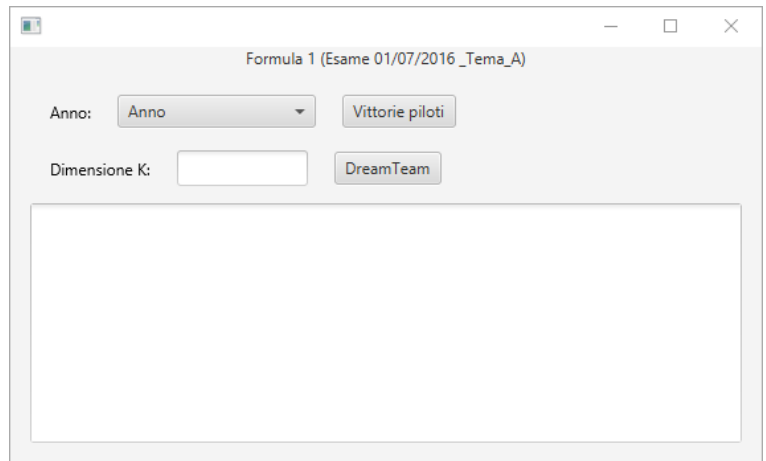 Formula 1 (Esame 01/07/2016 _Tema_A)
Anno: Anno Vittorie piloti
Dimensione K: DreamTeam